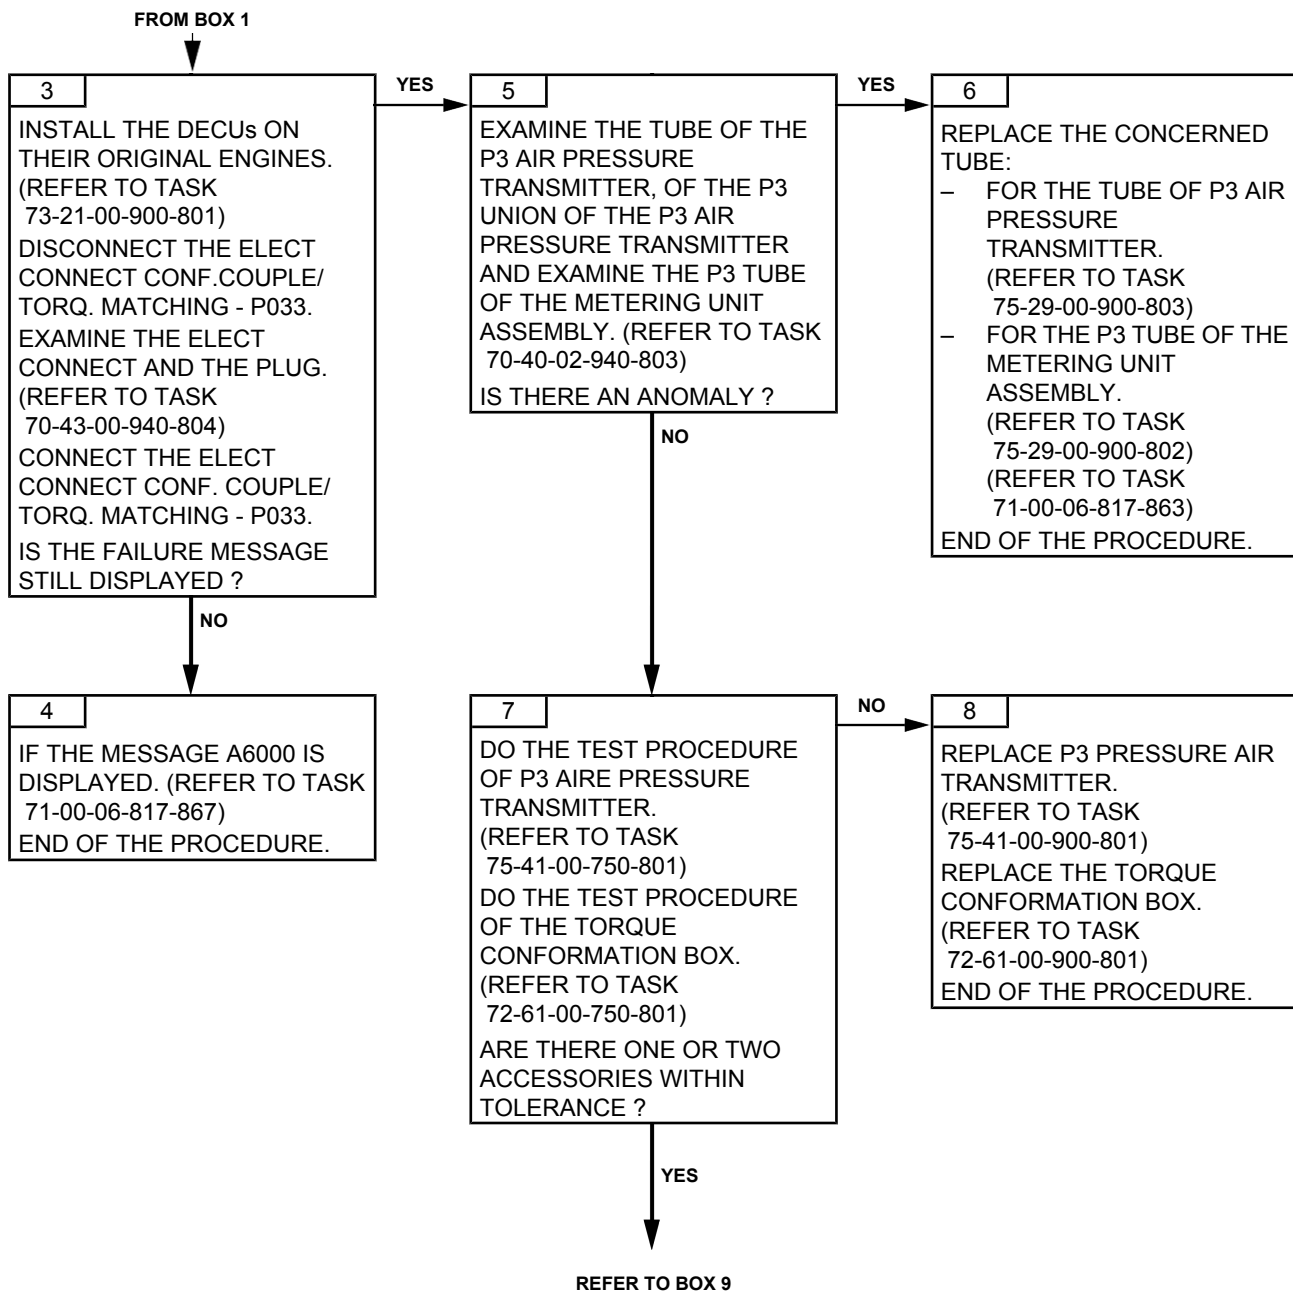 FROM BOX 1
3
INSTALL THE DECUs ON
THEIR ORIGINAL ENGINES.
(REFER TO TASK
73-21-00-900-801)
DISCONNECT THE ELECT
CONNECT CONF.COUPLE/
TORQ. MATCHING - P033.
EXAMINE THE ELECT
CONNECT AND THE PLUG.
(REFER TO TASK
70-43-00-940-804)
CONNECT THE ELECT
CONNECT CONF. COUPLE/
TORQ. MATCHING - P033.
IS THE FAILURE MESSAGE
STILL DISPLAYED ?
YES
NO
4
IF THE MESSAGE A6000 IS
DISPLAYED. (REFER TO TASK
71-00-06-817-867)
END OF THE PROCEDURE.
5
EXAMINE THE TUBE OF THE
P3 AIR PRESSURE
TRANSMITTER, OF THE P3
UNION OF THE P3 AIR
PRESSURE TRANSMITTER
AND EXAMINE THE P3 TUBE
OF THE METERING UNIT
ASSEMBLY. (REFER TO TASK
70-40-02-940-803)
IS THERE AN ANOMALY ?
YES
NO
6
REPLACE THE CONCERNED
TUBE:
– FOR THE TUBE OF P3 AIR
PRESSURE
TRANSMITTER.
(REFER TO TASK
75-29-00-900-803)
– FOR THE P3 TUBE OF THE
METERING UNIT
ASSEMBLY.
(REFER TO TASK
75-29-00-900-802)
(REFER TO TASK
71-00-06-817-863)
END OF THE PROCEDURE.
7
DO THE TEST PROCEDURE
OF P3 AIRE PRESSURE
TRANSMITTER.
(REFER TO TASK
75-41-00-750-801)
DO THE TEST PROCEDURE
OF THE TORQUE
CONFORMATION BOX.
(REFER TO TASK
72-61-00-750-801)
ARE THERE ONE OR TWO
ACCESSORIES WITHIN
TOLERANCE ?
NO
YES
8
REPLACE P3 PRESSURE AIR
TRANSMITTER.
(REFER TO TASK
75-41-00-900-801)
REPLACE THE TORQUE
CONFORMATION BOX.
(REFER TO TASK
72-61-00-900-801)
END OF THE PROCEDURE.
REFER TO BOX 9